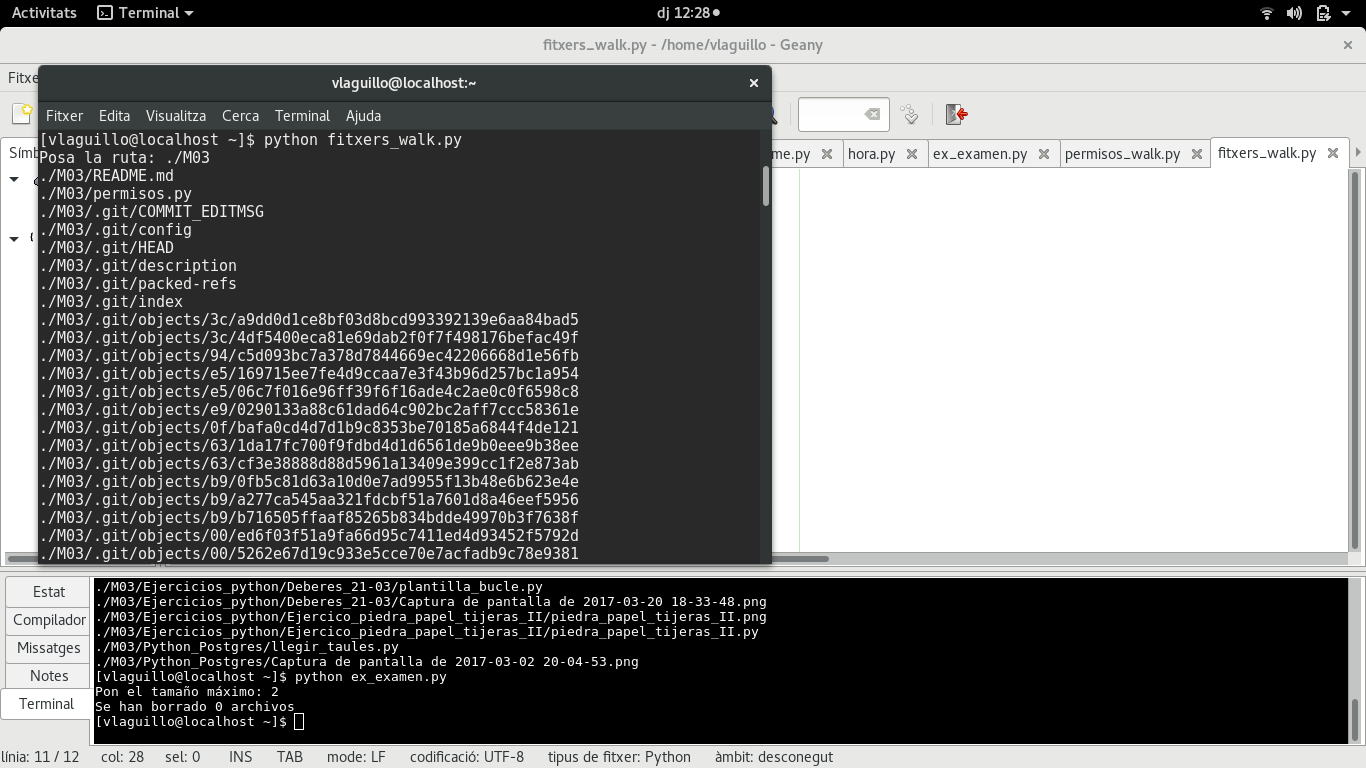 Activitats Terminal dj 12:28
fitxers_walk.py - /home/vlaguillo - Geany
Fitxe
vlaguillo@localhost:~
Fitxer Edita Visualitza Cerca Terminal Ajuda
[vlaguillo@localhost ~]$ python fitxers_walk.py
Posa la ruta: ./M03
./M03/README.md
./M03/permisos.py
./M03/.git/COMMIT_EDITMSG
./M03/.git/config
./M03/.git/HEAD
./M03/.git/description
./M03/.git/packed-refs
./M03/.git/index
./M03/.git/objects/3c/a9dd0d1ce8bf03d8bcd993392139e6aa84bad5
./M03/.git/objects/3c/4df5400eca81e69dab2f0f7f498176befac49f
./M03/.git/objects/94/c5d093bc7a378d7844669ec42206668d1e56fb
./M03/.git/objects/e5/169715ee7fe4d9ccaa7e3f43b96d257bc1a954
./M03/.git/objects/e5/06c7f016e96ff39f6f16ade4c2ae0c0f6598c8
./M03/.git/objects/e9/0290133a88c61dad64c902bc2aff7ccc58361e
./M03/.git/objects/0f/bafa0cd4d7d1b9c8353be70185a6844f4de121
./M03/.git/objects/63/1da17fc700f9fdbd4d1d6561de9b0eee9b38ee
./M03/.git/objects/63/cf3e38888d88d5961a13409e399cc1f2e873ab
./M03/.git/objects/b9/0fb5c81d63a10d0e7ad9955f13b48e6b623e4e
./M03/.git/objects/b9/a277ca545aa321fdcbf51a7601d8a46eef5956
./M03/.git/objects/b9/b716505ffaaf85265b834bdde49970b3f7638f
./M03/.git/objects/00/ed6f03f51a9fa66d95c7411ed4d93452f5792d
./M03/.git/objects/00/5262e67d19c933e5cce70e7acfadb9c78e9381
Símb
me.py hora.py ex_examen.py permisos_walk.py fitxers_walk.py
Estat
Compilador
Missatges
Notes
Terminal
./M03/Ejercicios_python/Deberes_21-03/plantilla_bucle.py
./M03/Ejercicios_python/Deberes_21-03/Captura de pantalla de 2017-03-20 18-33-48.png
./M03/Ejercicios_python/Ejercico_piedra_papel_tijeras_II/piedra_papel_tijeras_II.png
./M03/Ejercicios_python/Ejercico_piedra_papel_tijeras_II/piedra_papel_tijeras_II.py
./M03/Python_Postgres/llegir_taules.py
./M03/Python_Postgres/Captura de pantalla de 2017-03-02 20-04-53.png
[vlaguillo@localhost ~]$ python ex_examen.py
Pon el tamaño máximo: 2
Se han borrado 0 archivos
[vlaguillo@localhost ~]$
línia: 11 / 12 col: 28 sel: 0 INS TAB mode: LF codificació: UTF-8 tipus de fitxer: Python àmbit: desconegut